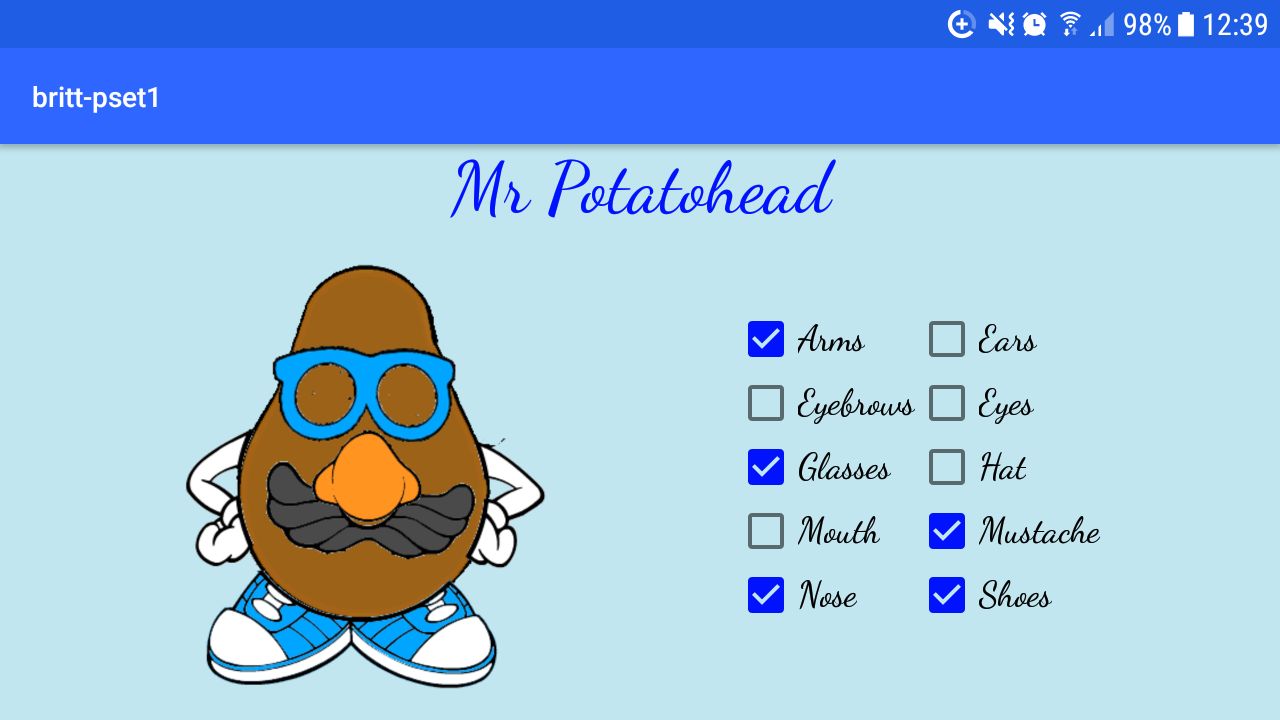 98% 12:39
britt-pset1
Mr Potatohead
Arms Ears
Eyebrows Eyes
Glasses Hat
Mouth Mustache
Nose Shoes